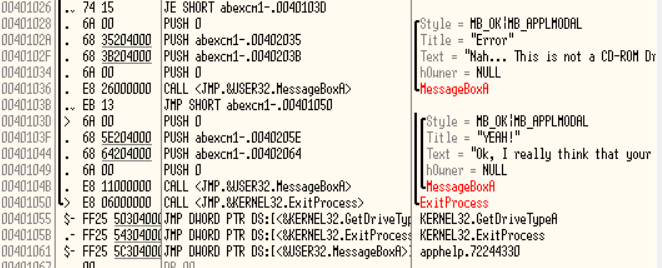 00401026 .v 74 15 JE SHORT abexcm1-.0040103D
00401028 . 6A 00 PUSH 0 Style = MB_OK|MB_APPLMODAL
0040102A . 68 35204000 PUSH abexcm1-.00402035 Title = "Error"
0040102F . 68 3B204000 PUSH abexcm1-.0040203B Text = "Nah... This is not a CD-ROM Dr
00401034 . 6A 00 PUSH 0 hOwner = NULL
00401036 . E8 26000000 CALL <JMP.&USER32.MessageBoxA> MessageBoxA
0040103B .v EB 13 JMP SHORT abexcm1-.00401050
0040103D > 6A 00 PUSH 0 Style = MB_OK|MB_APPLMODAL
0040103F . 68 5E204000 PUSH abexcm1-.0040205E Title = "YEAH!"
00401044 . 68 64204000 PUSH abexcm1-.00402064 Text = "Ok, I really think that your
00401049 . 6A 00 PUSH 0 hOwner = NULL
0040104B . E8 11000000 CALL <JMP.&USER32.MessageBoxA> MessageBoxA
00401050 > E8 06000000 CALL <JMP.&KERNEL32.ExitProcess> ExitProcess
00401055 $- FF25 50304000 JMP DWORD PTR DS:[<&KERNEL32.GetDriveTyp KERNEL32.GetDriveTypeA
0040105B .- FF25 54304000 JMP DWORD PTR DS:[<&KERNEL32.ExitProcess KERNEL32.ExitProcess
00401061 $- FF25 5C304000 JMP DWORD PTR DS:[<&USER32.MessageBoxA>] apphelp.72244330
00401067 00 DB 00